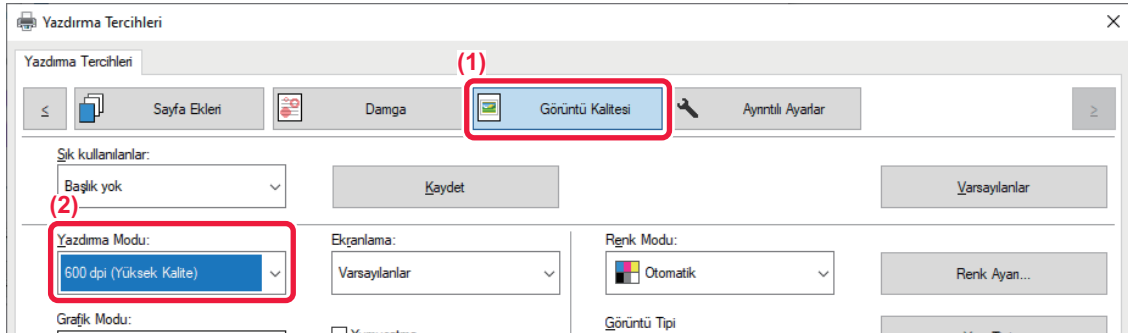 Yazdırma Tercihleri
Yazdırma Tercihleri
(1)
<
Sayfa Ekleri
Damga
Görüntü Kalitesi
Ayrıntılı Ayarlar
>
Sık kullanılanlar:
Başlık yok
Kaydet
Varsayılanlar
(2)
Yazdırma Modu:
Ekranlama:
Renk Modu:
600 dpi (Yüksek Kalite)
Varsayılanlar
Otomatik
Renk Ayarı...
Grafik Modu:
Görüntü Tipi